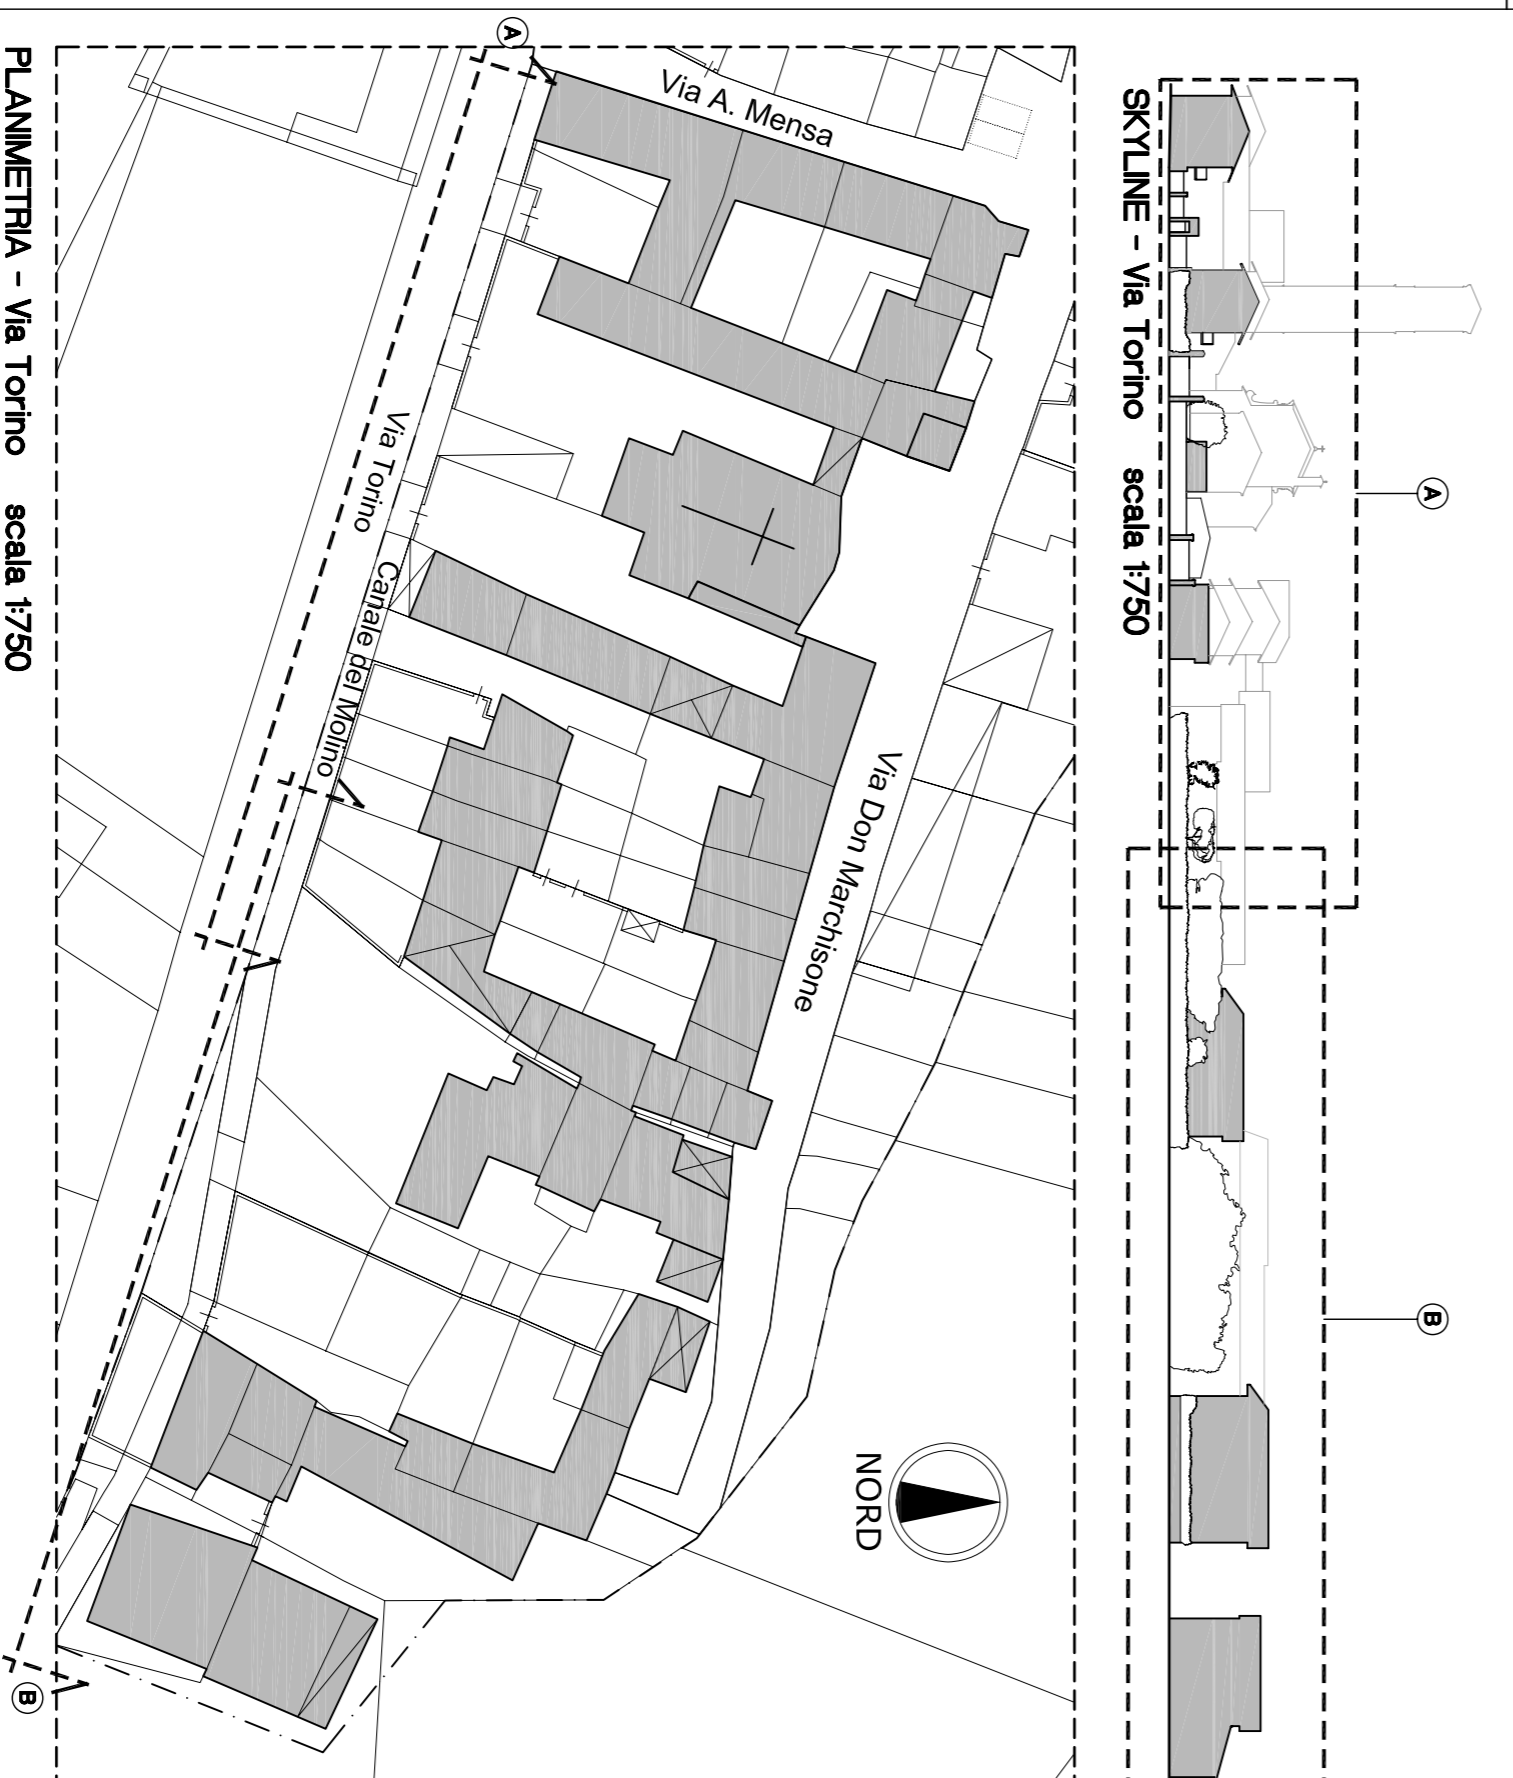 SKYLINE - Via Torino scala 1:750
A
B
A
Via A. Mensa
Via Torino
Canale del Molino
Via Don Marchisone
NORD
B
PLANIMETRIA - Via Torino scala 1:750